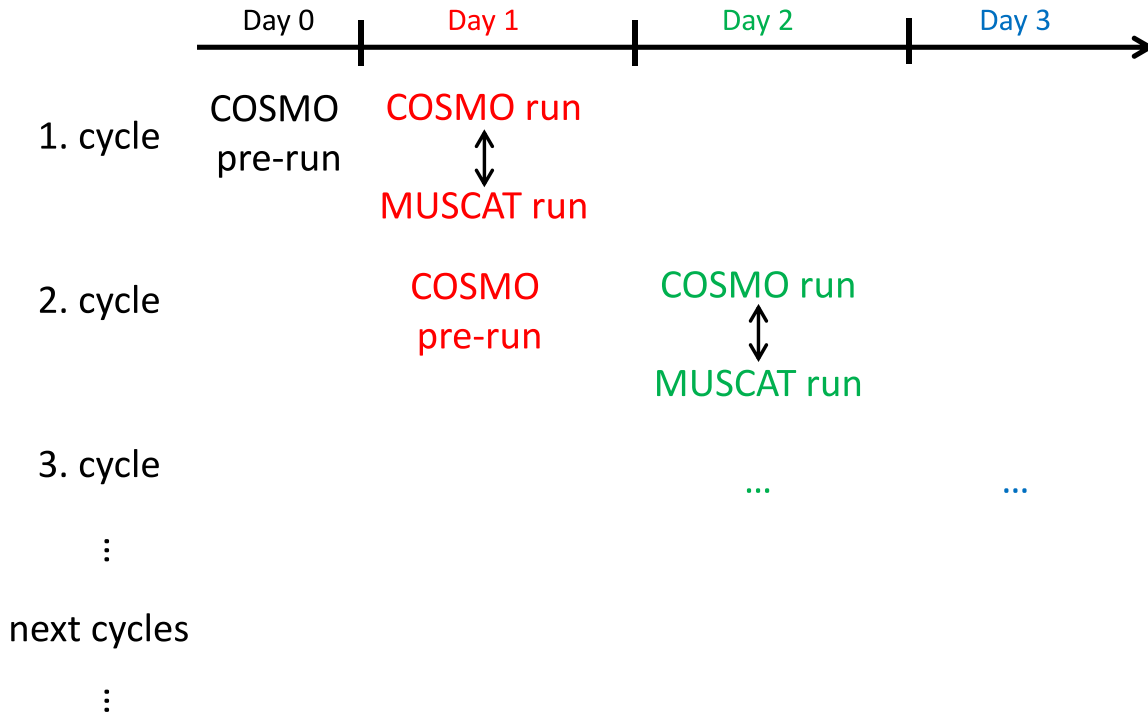 Day 0 Day 1 Day 2 Day 3
1. cycle
COSMO
pre-run
COSMO run
MUSCAT run
2. cycle
COSMO
pre-run
COSMO run
MUSCAT run
3. cycle
... ...
⋮
next cycles
⋮